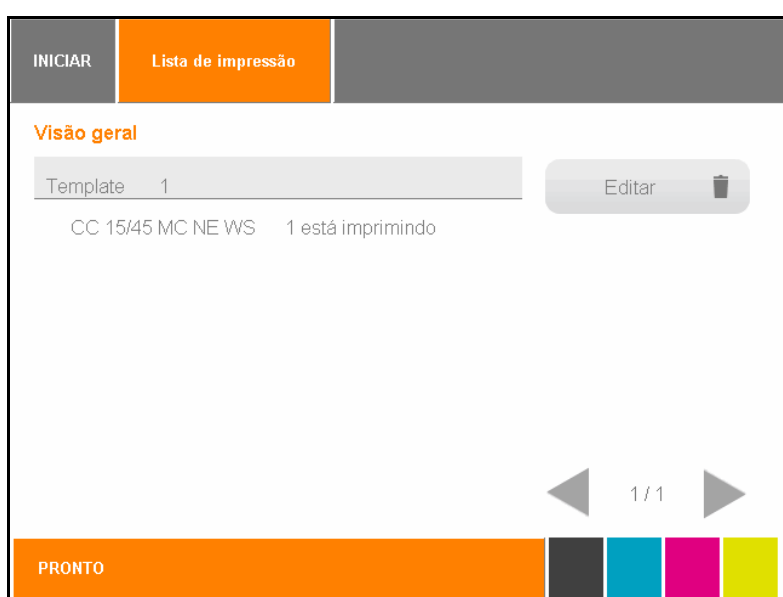 INICIAR Lista de impressão
Visão geral
Template 1 Editar
CC 15/45 MC NE WS 1 está imprimindo
1 / 1
PRONTO